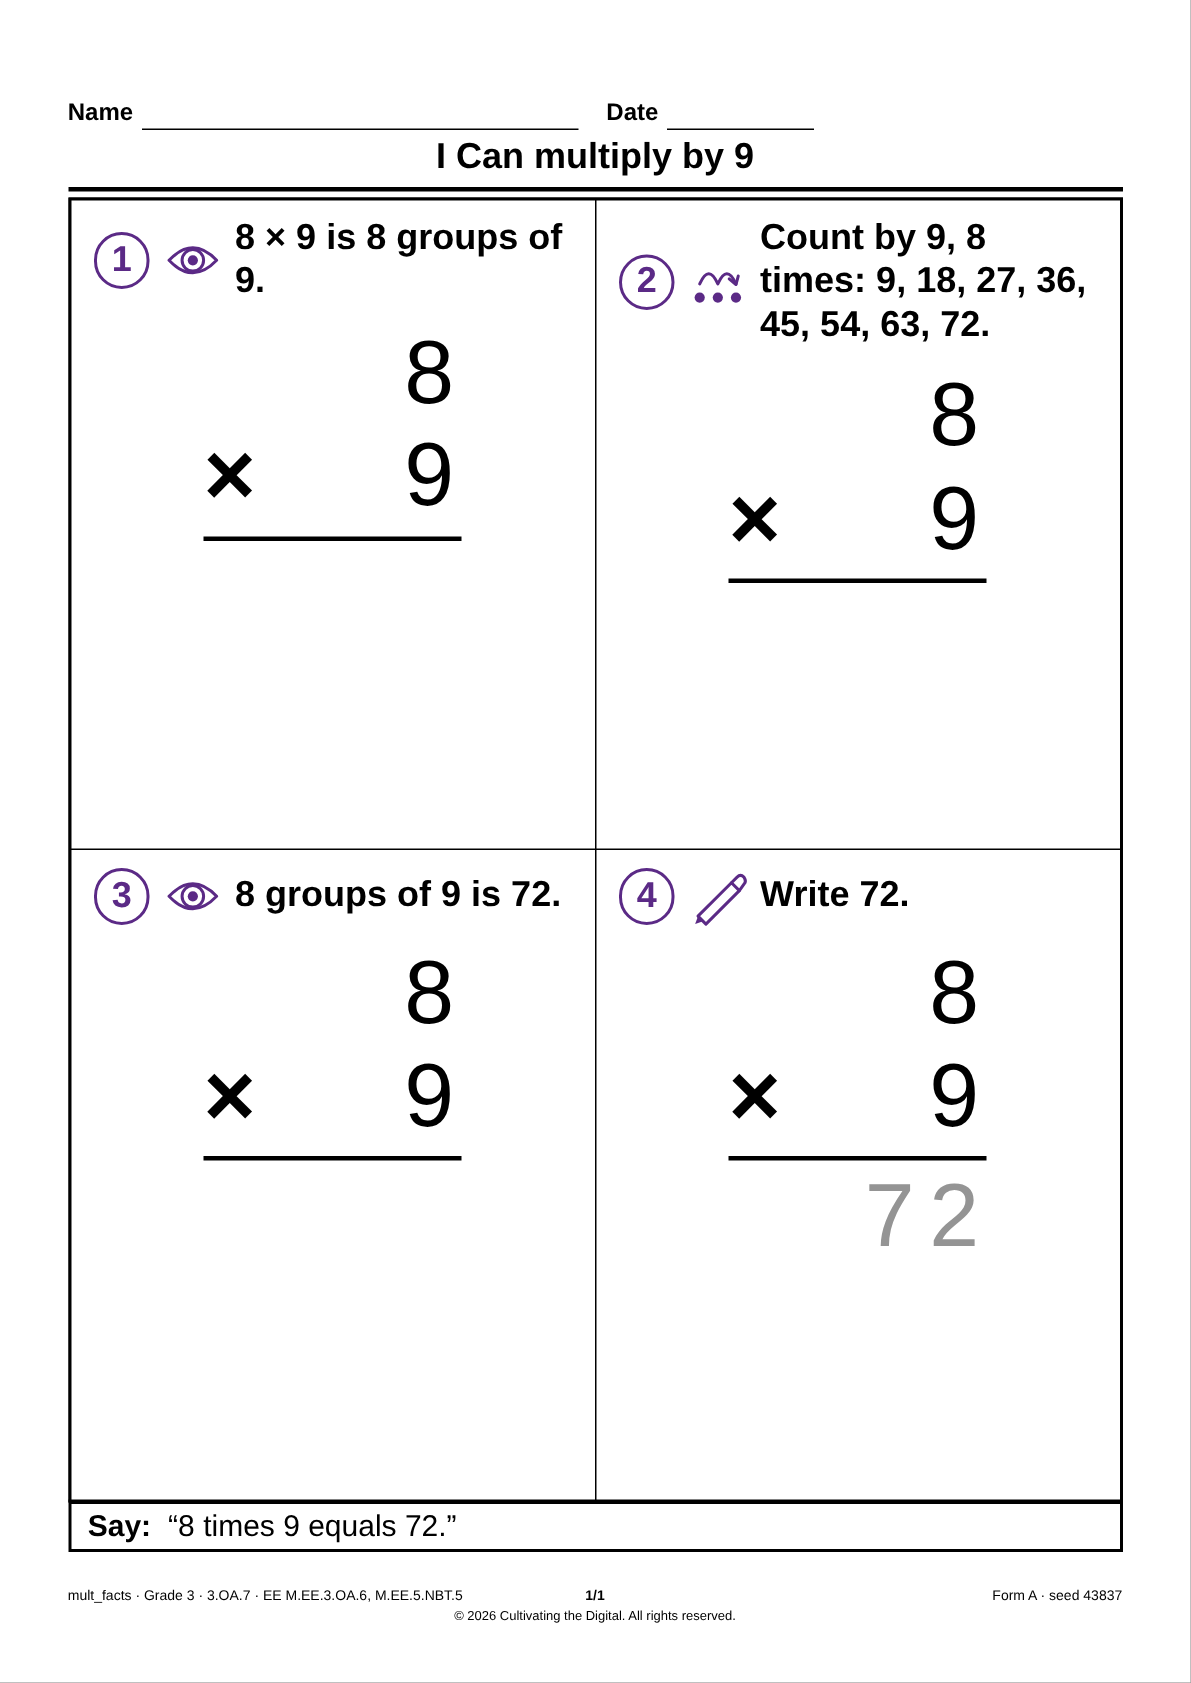 Name Date
I Can multiply by 9
1 8 × 9 is 8 groups of
9.
8
× 9
2 Count by 9, 8
times: 9, 18, 27, 36,
45, 54, 63, 72.
8
× 9
3 8 groups of 9 is 72.
8
× 9
4 Write 72.
8
× 9
72
Say: “8 times 9 equals 72.”
mult_facts · Grade 3 · 3.OA.7 · EE M.EE.3.OA.6, M.EE.5.NBT.5 1/1 Form A · seed 43837
© 2026 Cultivating the Digital. All rights reserved.